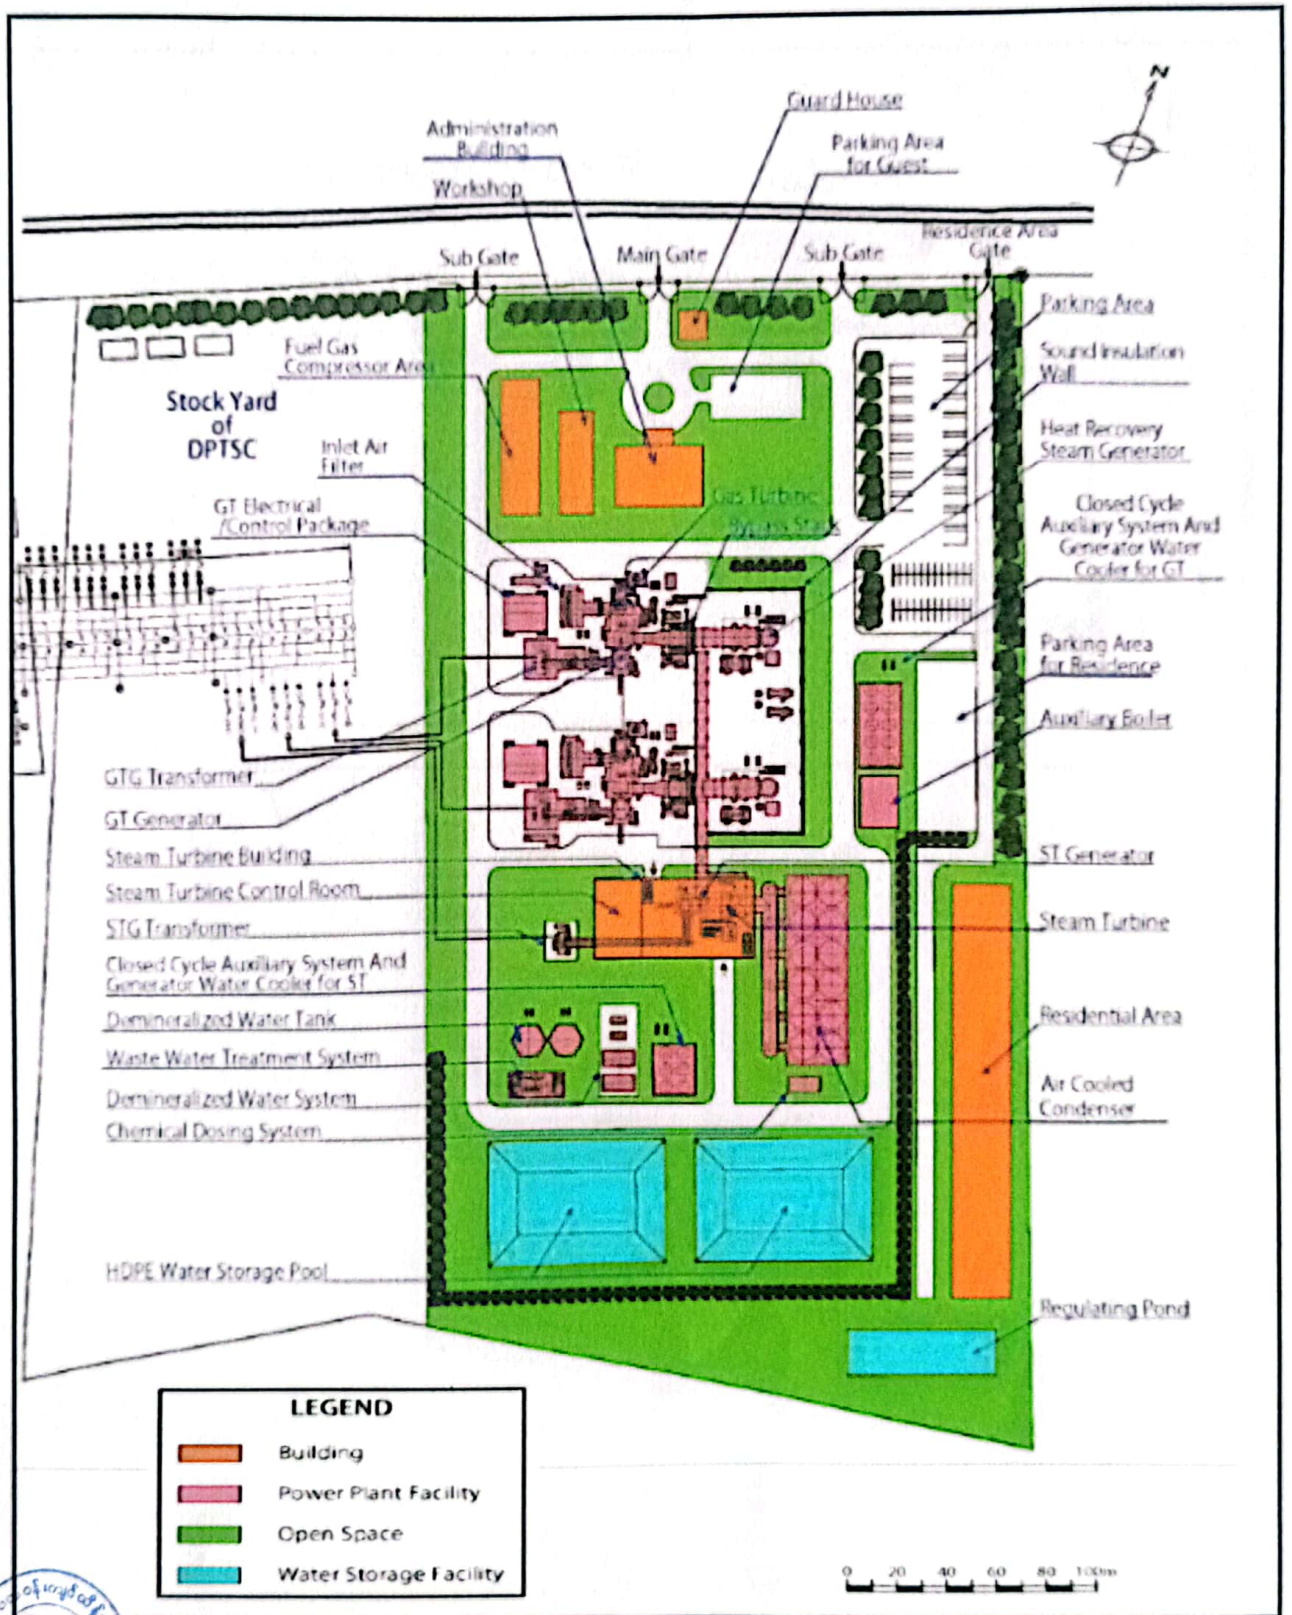 N
Guard House
Administration
Building
Parking Area
for Guest
Workshop
Sub Gate
Main Gate
Sub Gate
Residence Area
Gate
Parking Area
Fuel Gas
Compressor Area
Sound Insulation
Wall
Stock Yard
of
DPTSC
Inlet Air
Filter
Heat Recovery
Steam Generator
GT Electrical
/Control Package
Gas Turbine
Bypass Stack
Closed Cycle
Auxiliary System And
Generator Water
Cooler for GT
Parking Area
for Residence
Auxiliary Boiler
GTG Transformer
GT Generator
Steam Turbine Building
ST Generator
Steam Turbine Control Room
STG Transformer
Steam Turbine
Closed Cycle Auxiliary System And
Generator Water Cooler for ST
Demineralized Water Tank
Residential Area
Waste Water Treatment System
Demineralized Water System
Air Cooled
Condenser
Chemical Dosing System
HDPE Water Storage Pool
Regulating Pond
LEGEND
Building
Power Plant Facility
Open Space
Water Storage Facility
0 20 40 60 80 100m